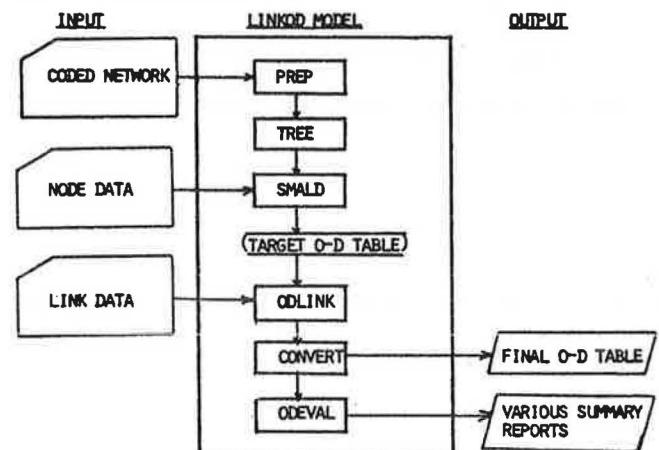 INPUT
LINKOD MODEL
OUTPUT
CODED NETWORK
PREP
TREE
NODE DATA
SMALD
(TARGET O-D TABLE)
LINK DATA
ODLINK
CONVERT
FINAL O-D TABLE
ODEVAL
VARIOUS SUMMARY
REPORTS